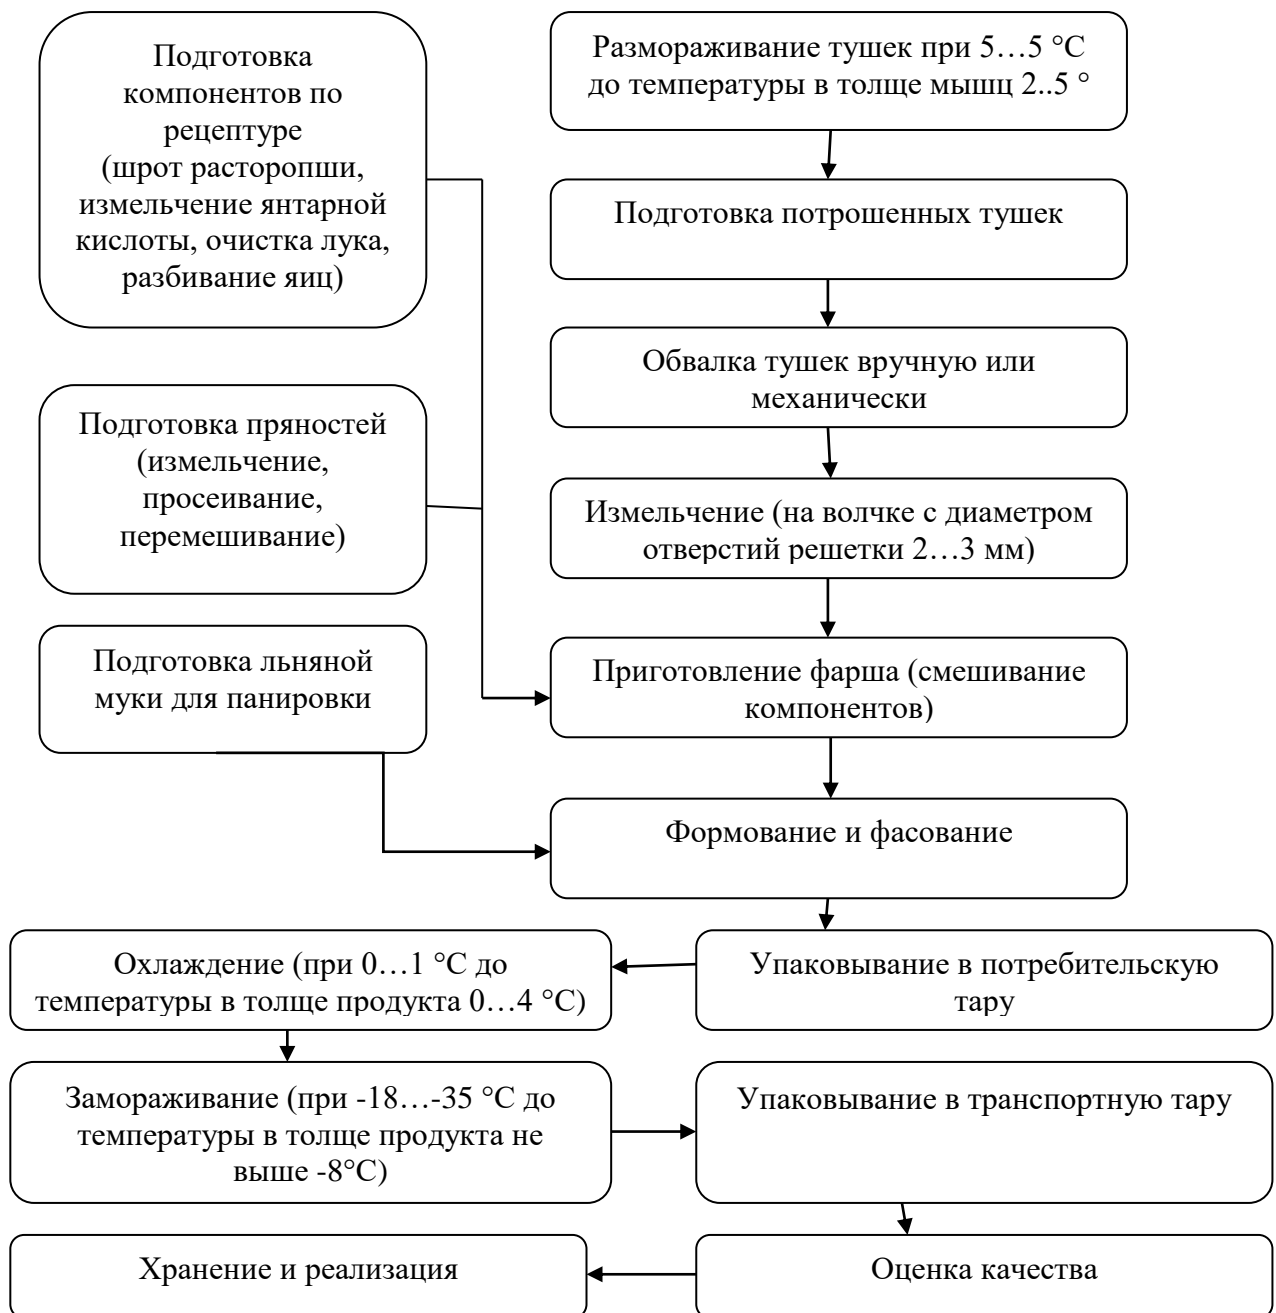 Подготовка
компонентов по
рецептуре
(шрот расторопши,
измельчение янтарной
кислоты, очистка лука,
разбивание яиц)
Размораживание тушек при 5…5 °С
до температуры в толще мышц 2..5 °
Подготовка потрошенных тушек
Обвалка тушек вручную или
механически
Подготовка пряностей
(измельчение,
просеивание,
перемешивание)
Измельчение (на волчке с диаметром
отверстий решетки 2…3 мм)
Подготовка льняной
муки для панировки
Приготовление фарша (смешивание
компонентов)
Формование и фасование
Охлаждение (при 0…1 °С до
температуры в толще продукта 0…4 °С)
Упаковывание в потребительскую
тару
Замораживание (при -18…-35 °С до
температуры в толще продукта не
выше -8°С)
Упаковывание в транспортную тару
Хранение и реализация
Оценка качества